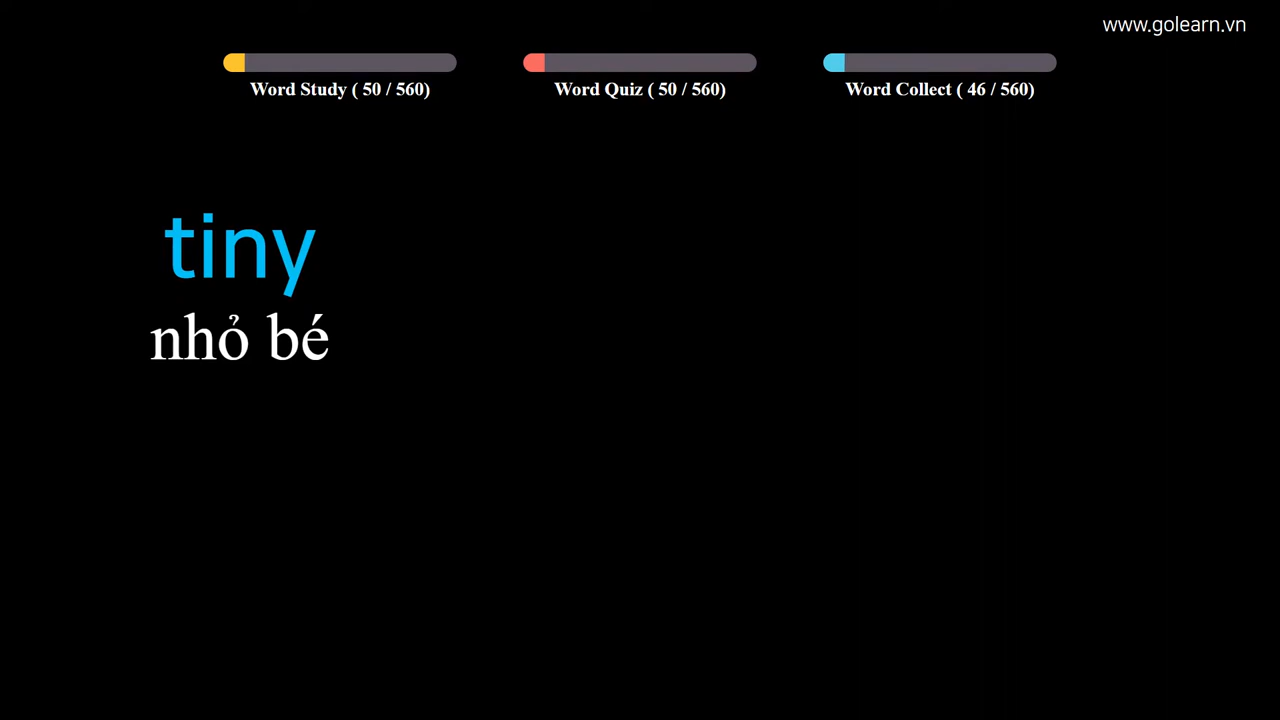 www.golearn.vn
Word Study ( 50 / 560)
Word Quiz ( 50 / 560)
Word Collect ( 46 / 560)
tiny
nhỏ bé